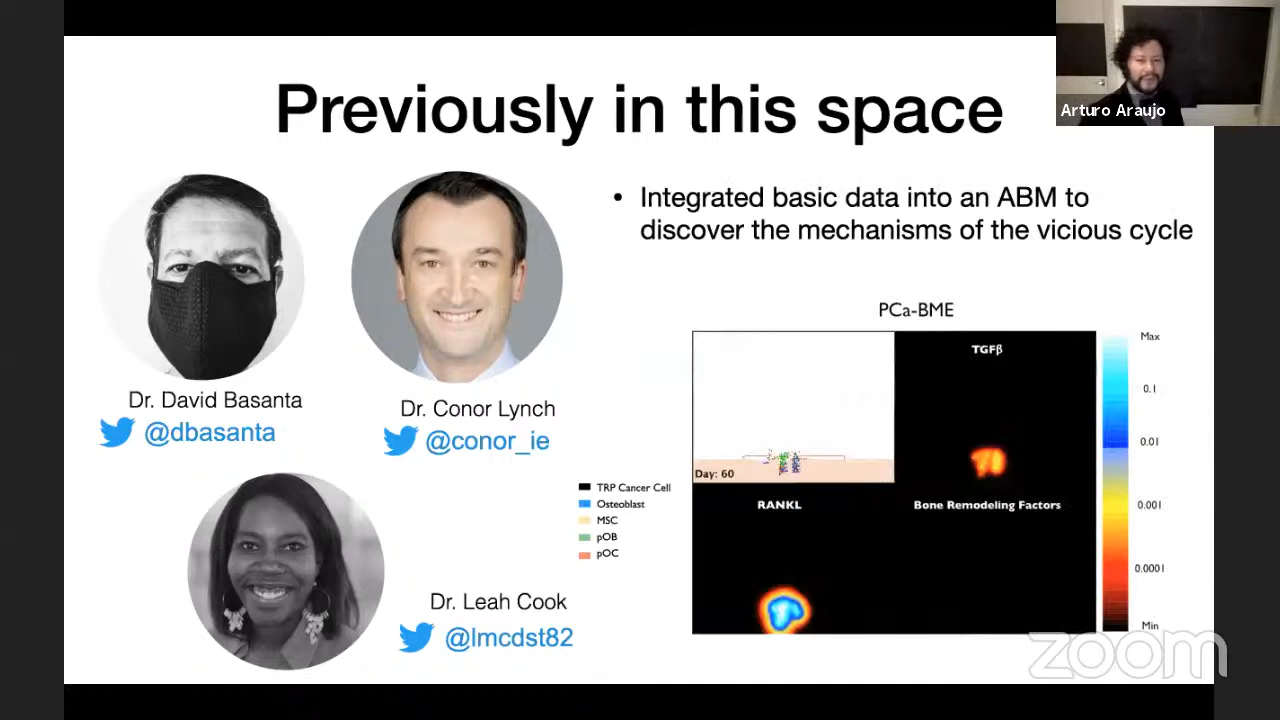 Previously in this space
Arturo Araujo
• Integrated basic data into an ABM to
discover the mechanisms of the vicious cycle
Dr. David Basanta
@dbasanta
Dr. Conor Lynch
@conor_ie
Dr. Leah Cook
@lmcdst82
PCa-BME
TGFβ
Day: 60
RANKL
Bone Remodeling Factors
TRP Cancer Cell
Osteoblast
MSC
pOB
pOC
Max
0.1
0.01
0.001
0.0001
Min
zoom